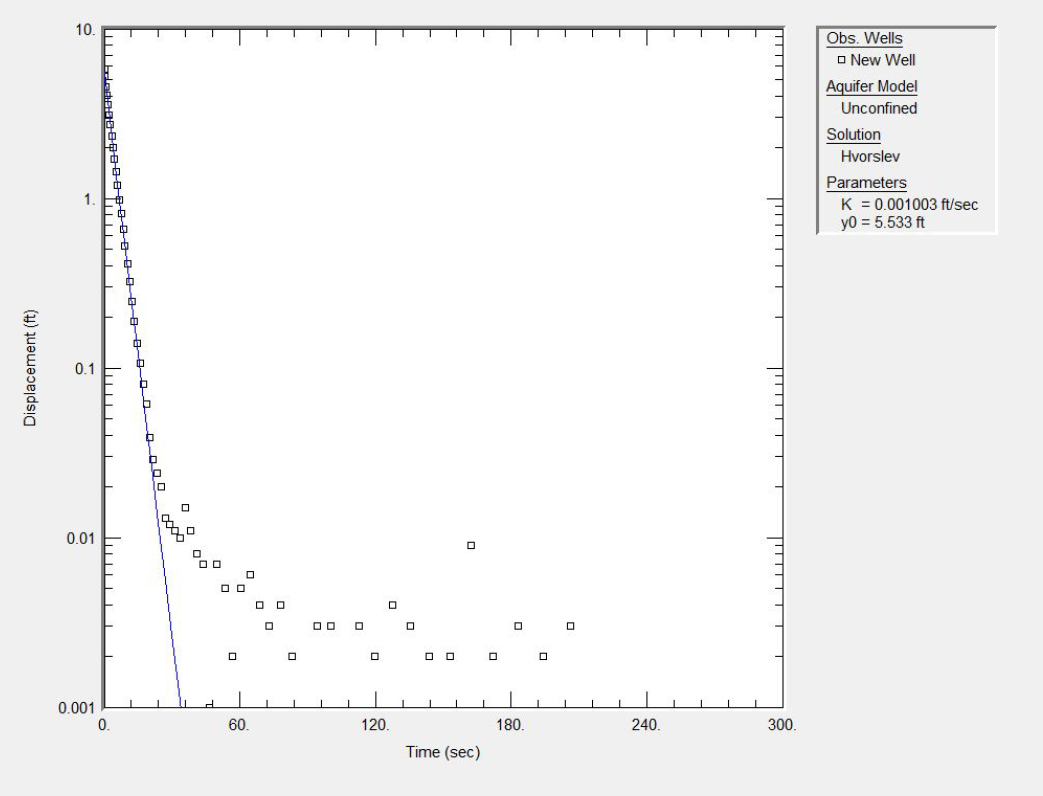 10.
1.
0.1
0.01
0.001
0.
60.
120.
180.
240.
300.
Time (sec)
Displacement (ft)
Obs. Wells
New Well
Aquifer Model
Unconfined
Solution
Hvorslev
Parameters
K = 0.001003 ft/sec
y0 = 5.533 ft